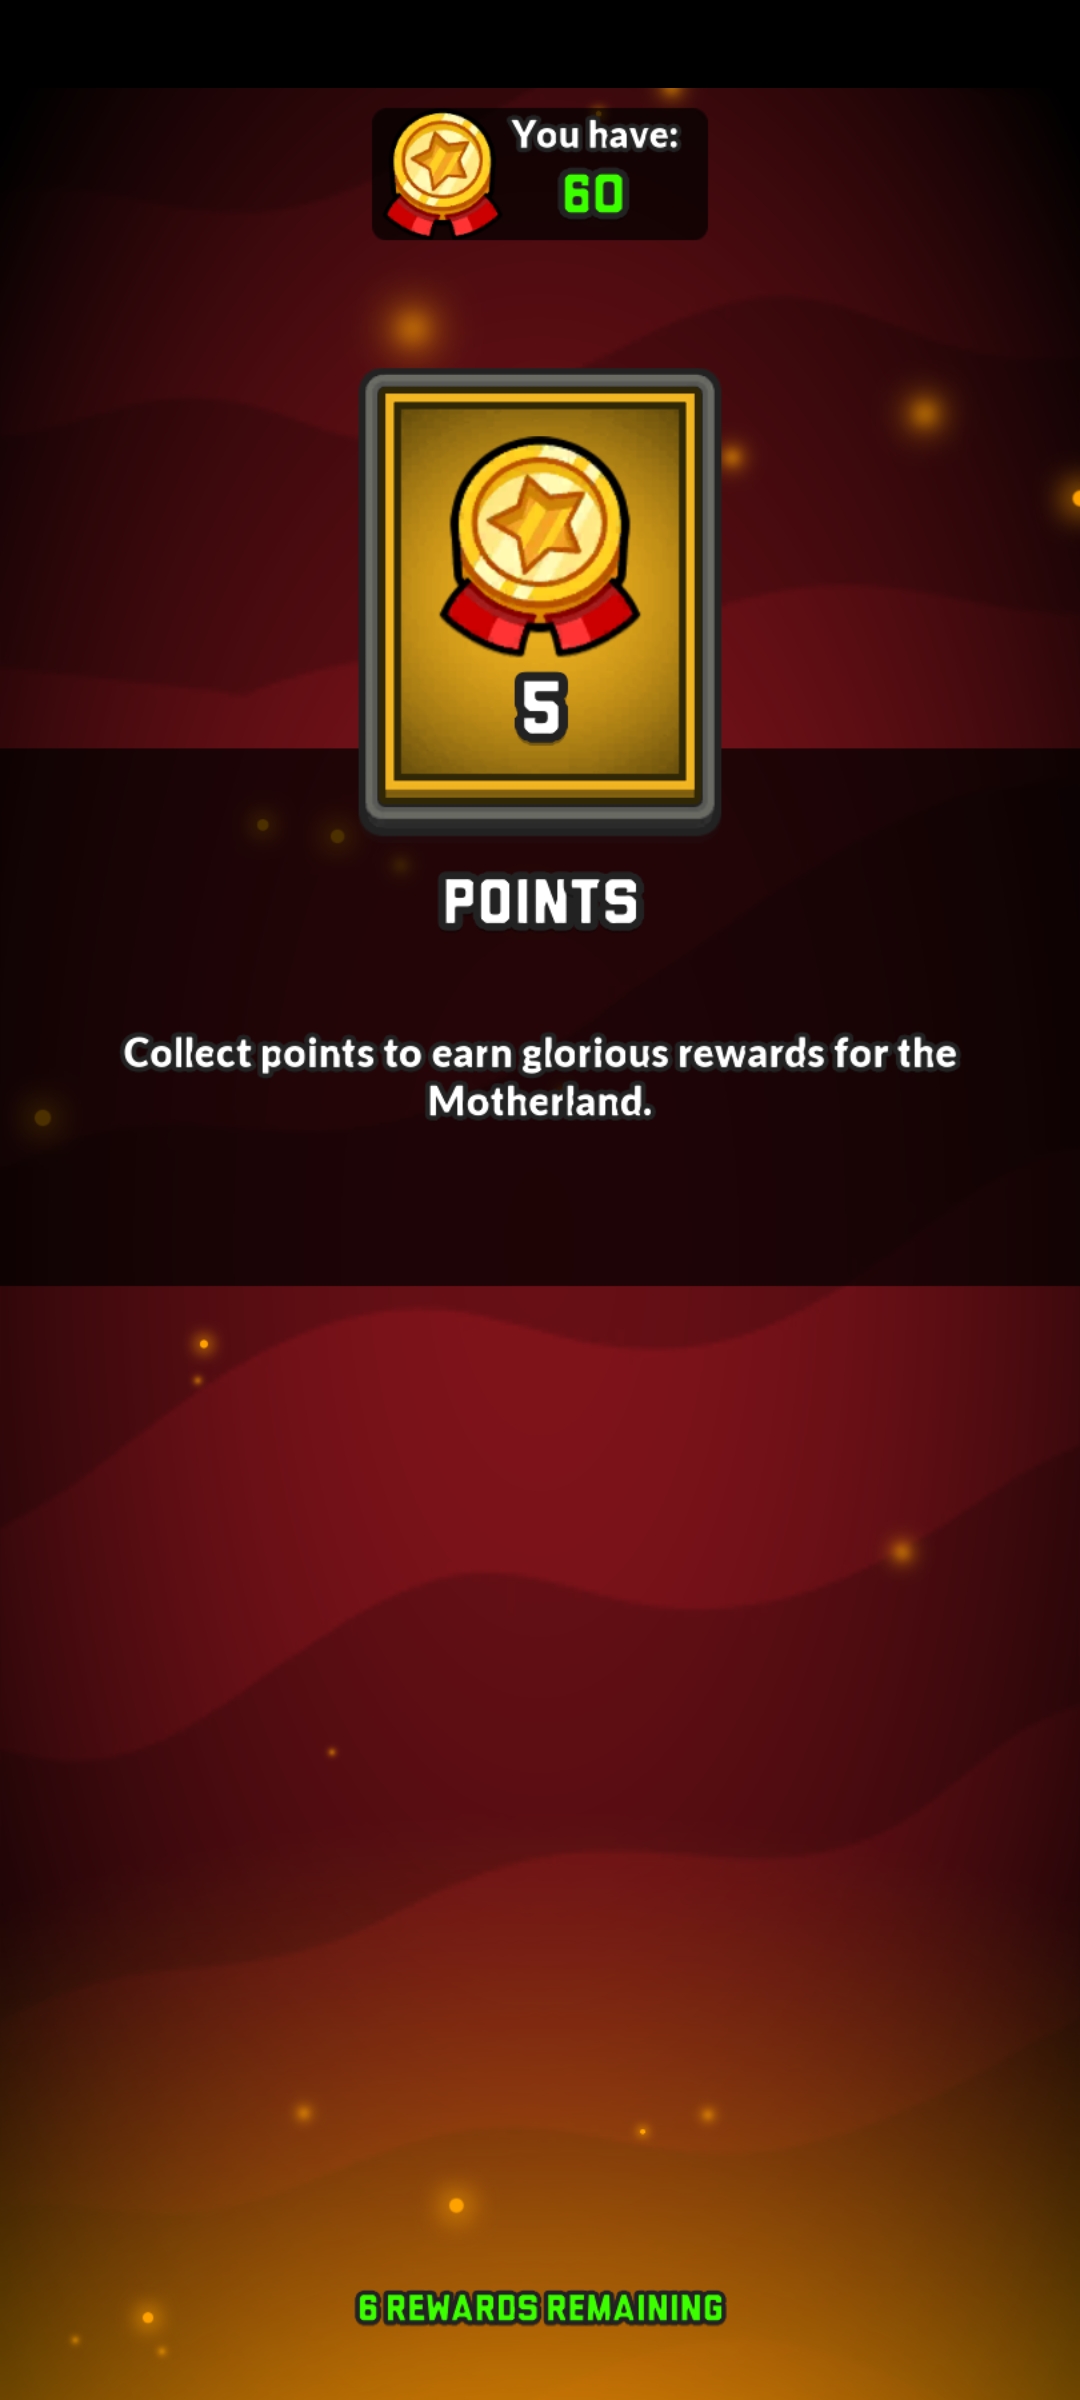 You have:
60
5
POINTS
Collect points to earn glorious rewards for the
Motherland.
6 REWARDS REMAINING